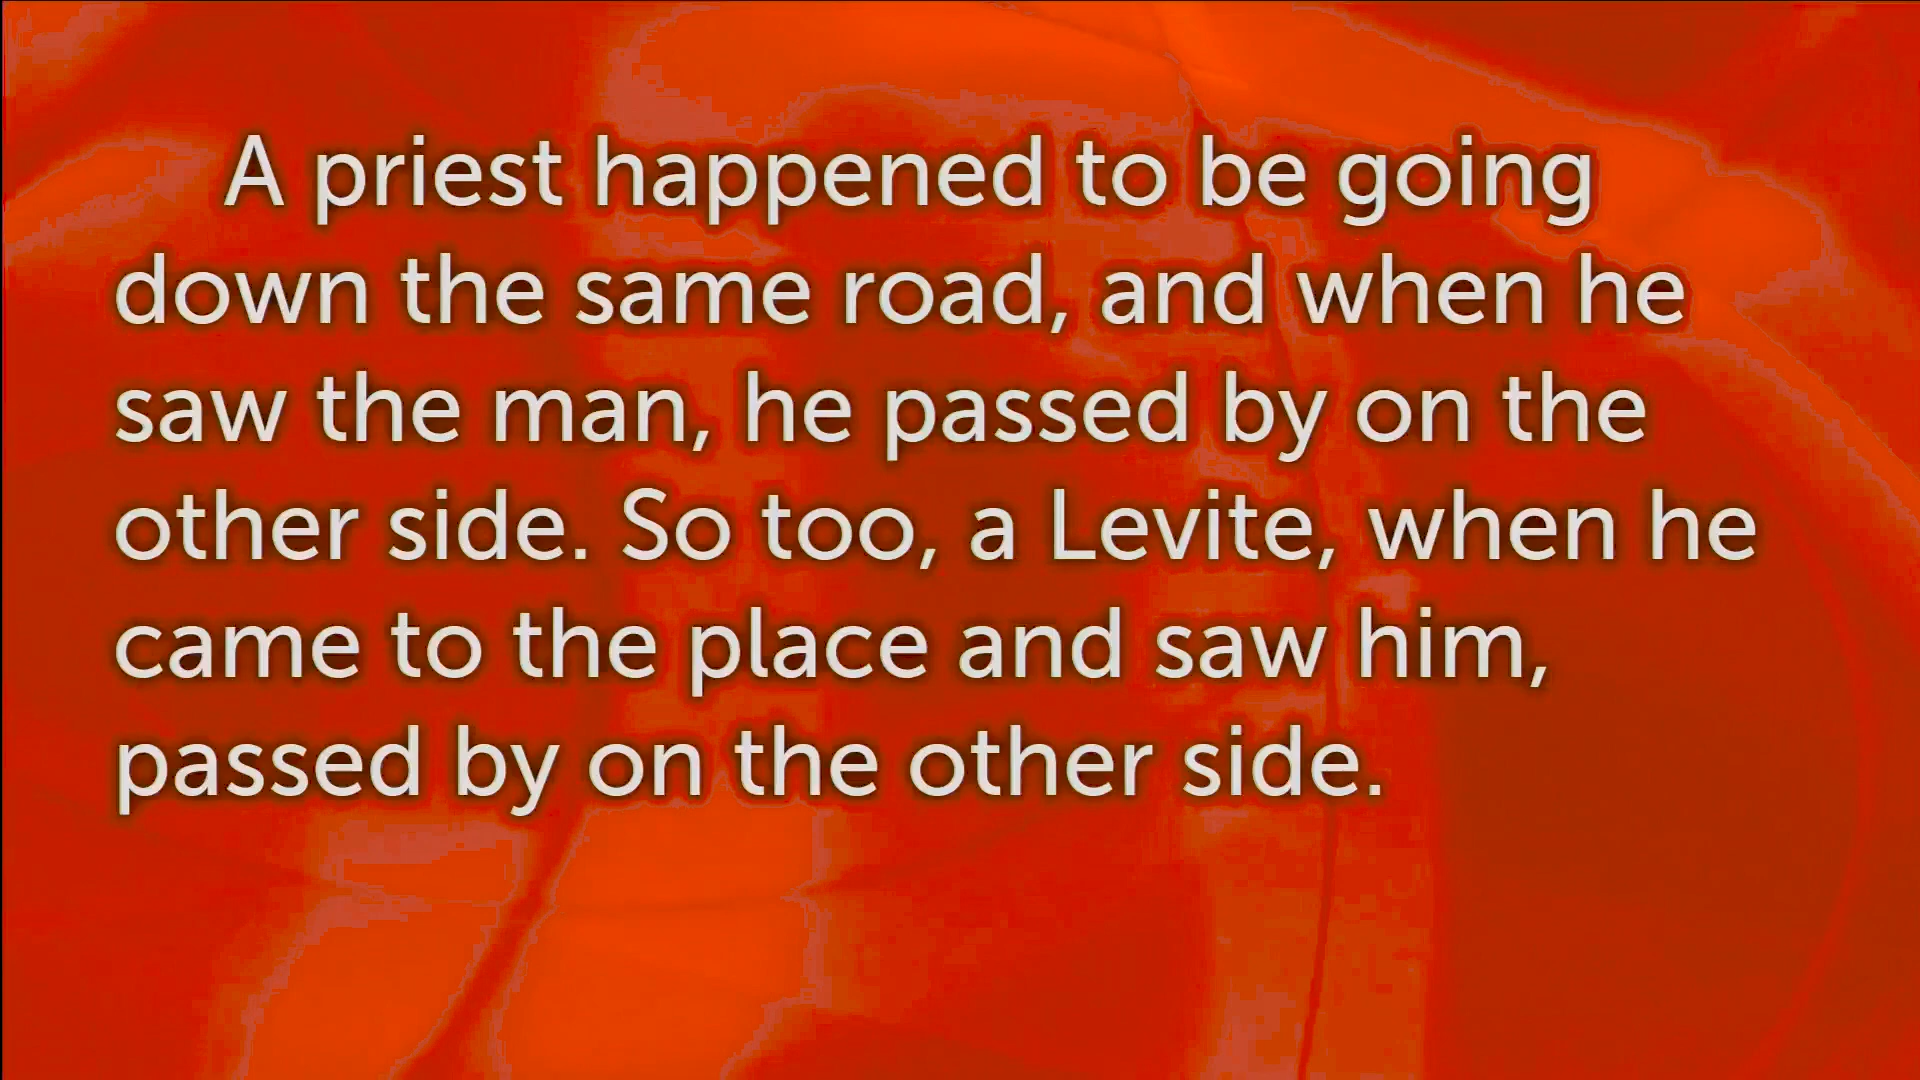 A priest happened to be going
down the same road, and when he
saw the man, he passed by on the
other side. So too, a Levite, when he
came to the place and saw him,
passed by on the other side.